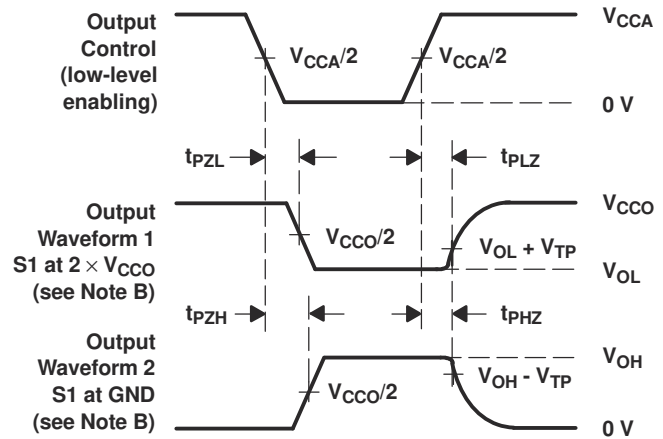 Output
Control
(low-level
enabling)
VCCA/2
VCCA/2
VCCA
0 V
tPZL
tPLZ
Output
Waveform 1
S1 at 2 × VCCO
(see Note B)
VCCO/2
VCCO
VOL + VTP
VOL
tPZH
tPHZ
Output
Waveform 2
S1 at GND
(see Note B)
VCCO/2
VOH
VOH - VTP
0 V